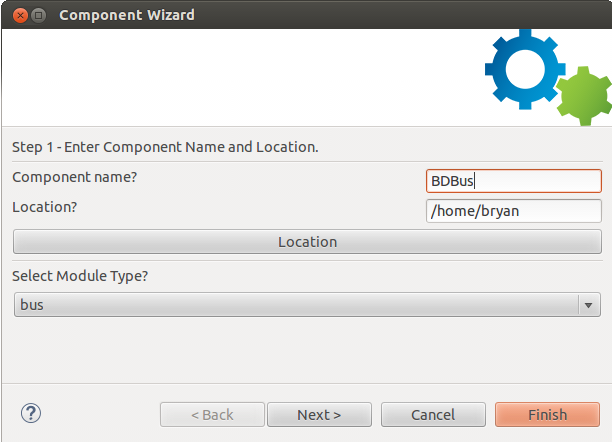 Component Wizard
Step 1 - Enter Component Name and Location.
Component name?
BDBus
Location?
/home/bryan
Location
Select Module Type?
bus
?
< Back
Next >
Cancel
Finish